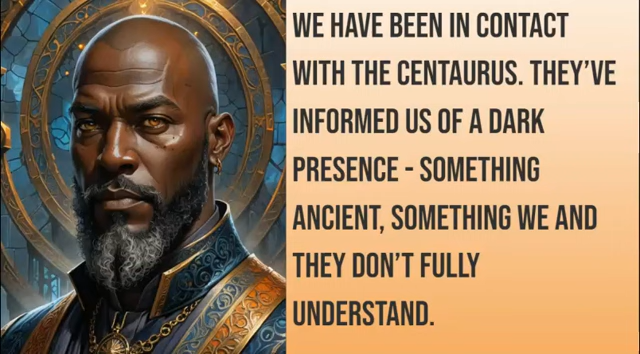 WE HAVE BEEN IN CONTACT
WITH THE CENTAURUS. THEY’VE
INFORMED US OF A DARK
PRESENCE - SOMETHING
ANCIENT, SOMETHING WE AND
THEY DON’T FULLY
UNDERSTAND.